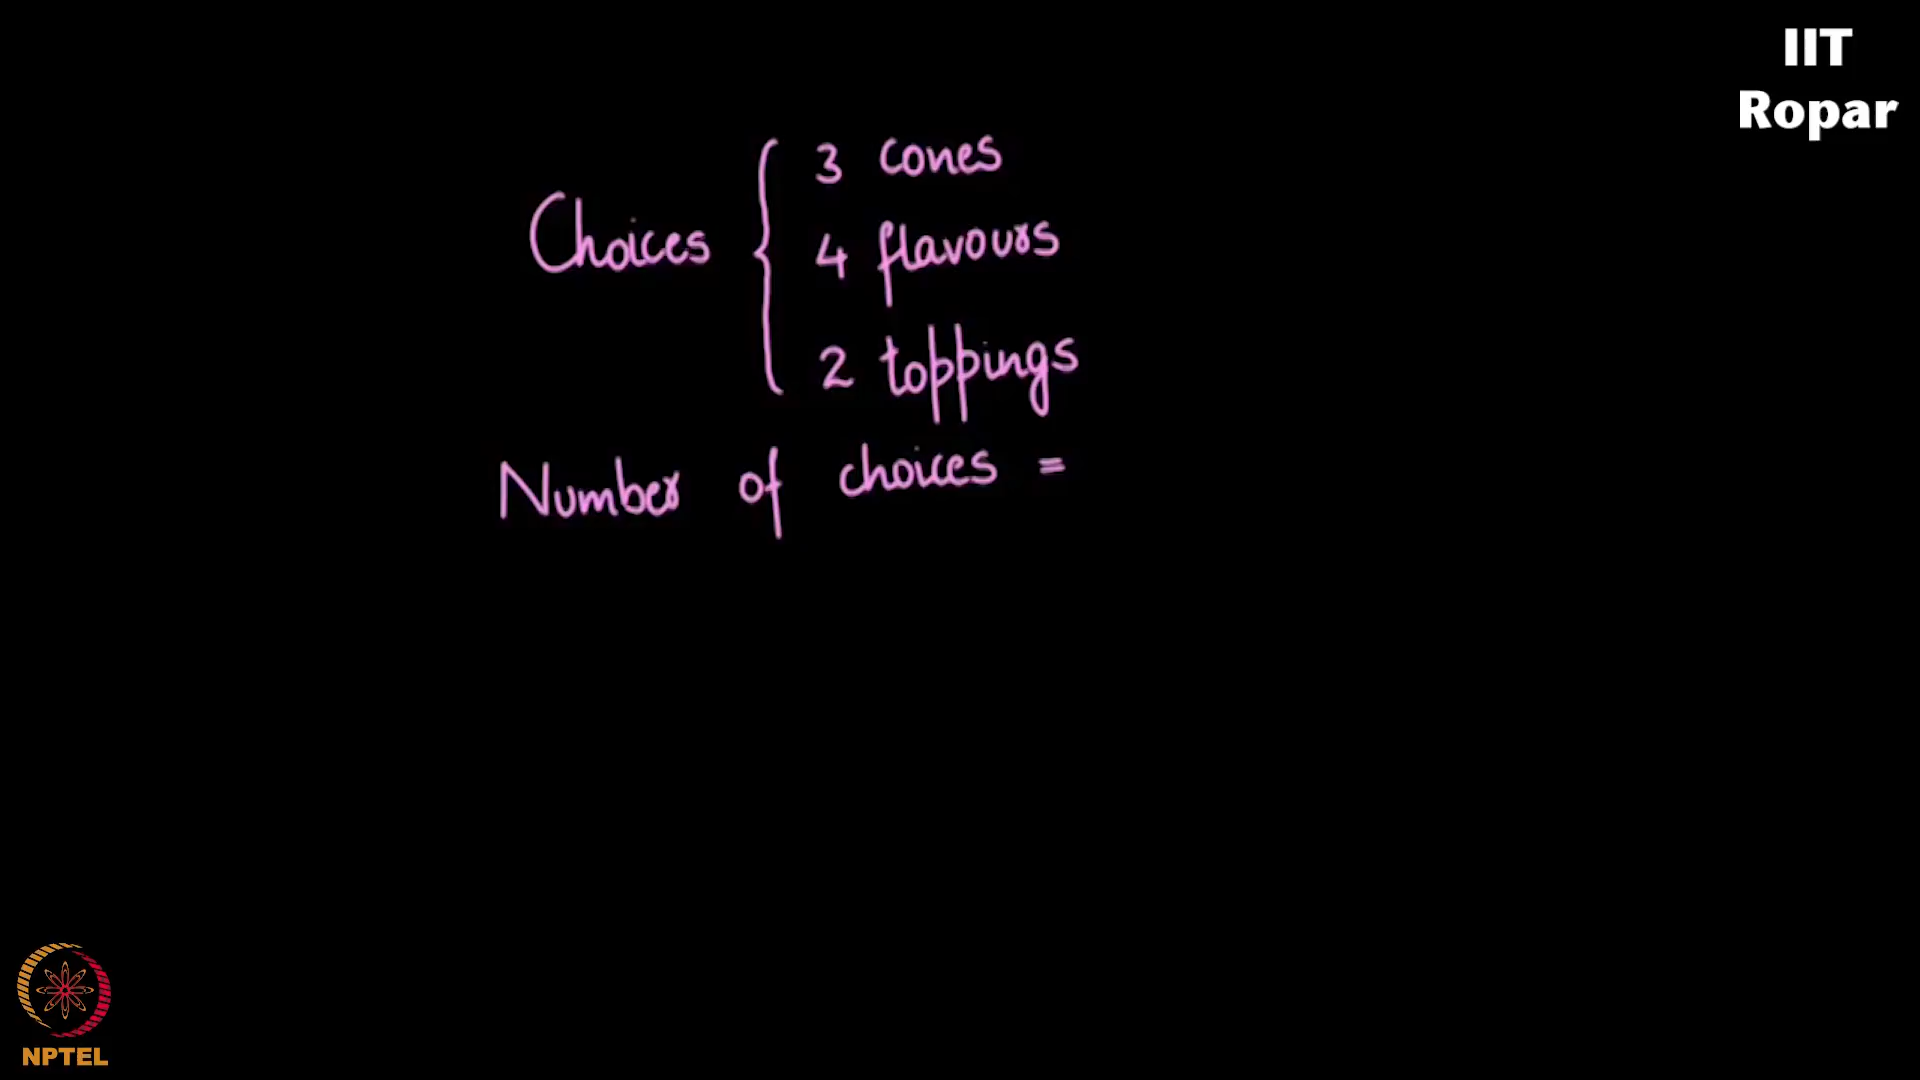 IIT
Ropar
Choices { 3 cones
4 flavours
2 toppings
Number of choices =
NPTEL